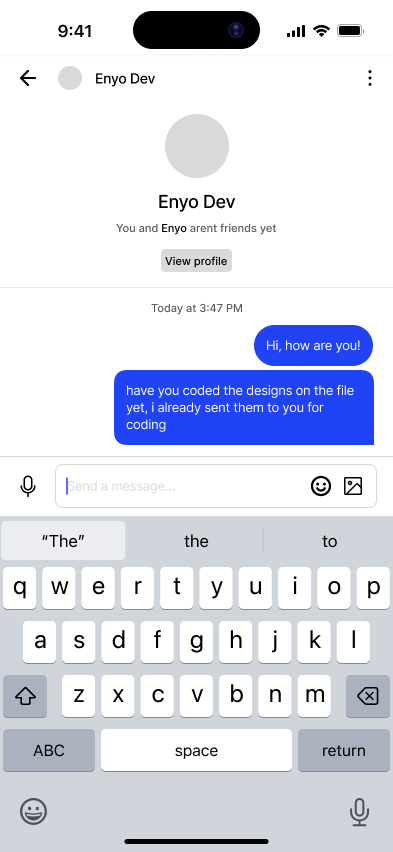 9:41
Enyo Dev
Enyo Dev
You and Enyo arent friends yet
View profile
Today at 3:47 PM
Hi, how are you!
have you coded the designs on the file
yet, i already sent them to you for
coding
Send a message...
“The” the to
q w e r t y u i o p
a s d f g h j k l
z x c v b n m
ABC space return